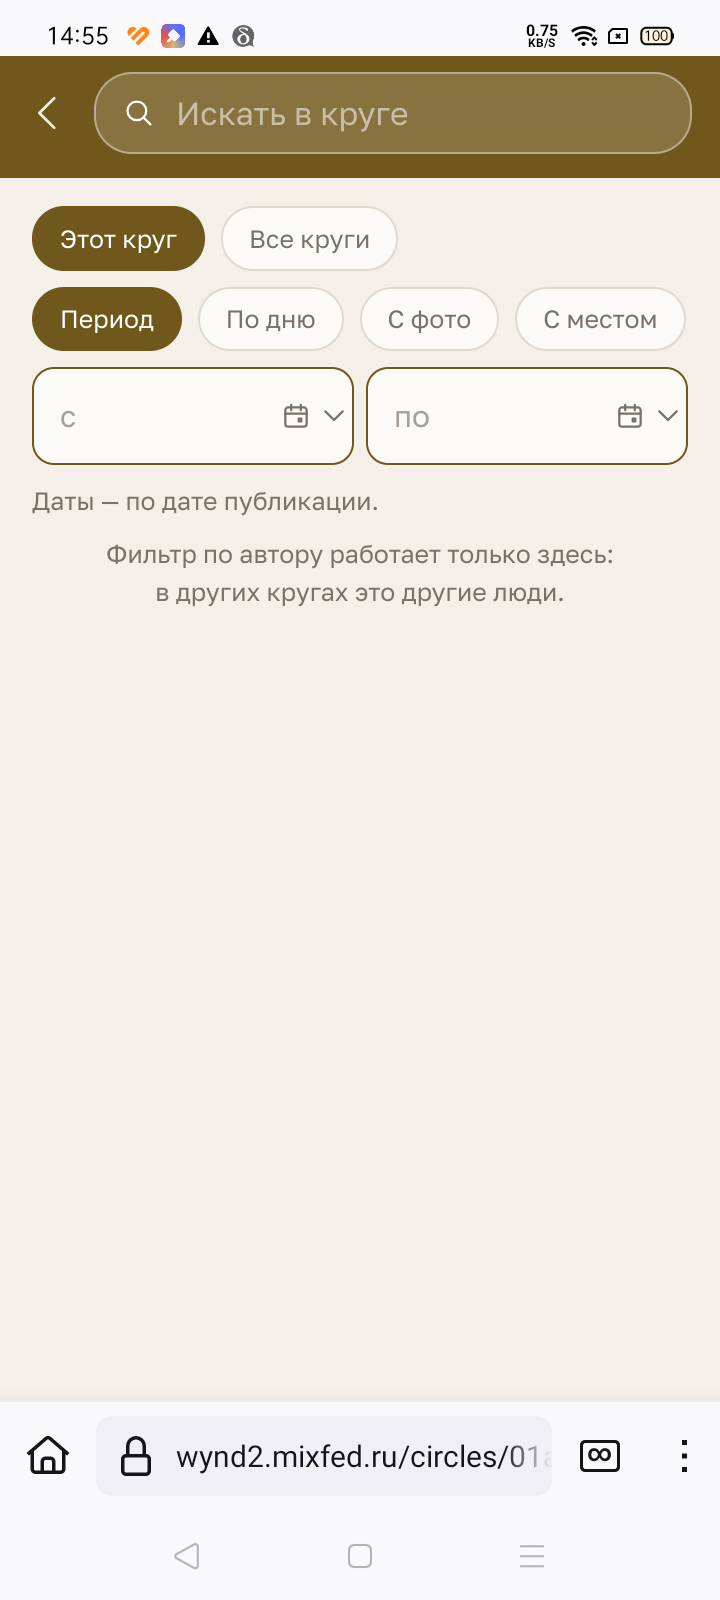 14:55
0.75
KB/S
100
Искать в круге
Этот круг
Все круги
Период
По дню
С фото
С местом
с
по
Даты — по дате публикации.
Фильтр по автору работает только здесь:
в других кругах это другие люди.
wynd2.mixfed.ru/circles/01a